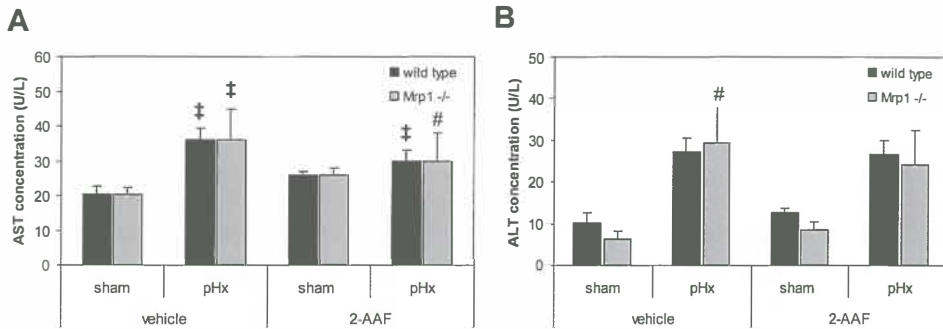 A
AST concentration (U/L)
60
50
40
30
20
10
0
wild type
Mrp1 -/-
‡
‡
‡
#
sham
pHx
sham
pHx
vehicle
2-AAF
B
ALT concentration (U/L)
50
40
30
20
10
0
wild type
Mrp1 -/-
#
sham
pHx
sham
pHx
vehicle
2-AAF